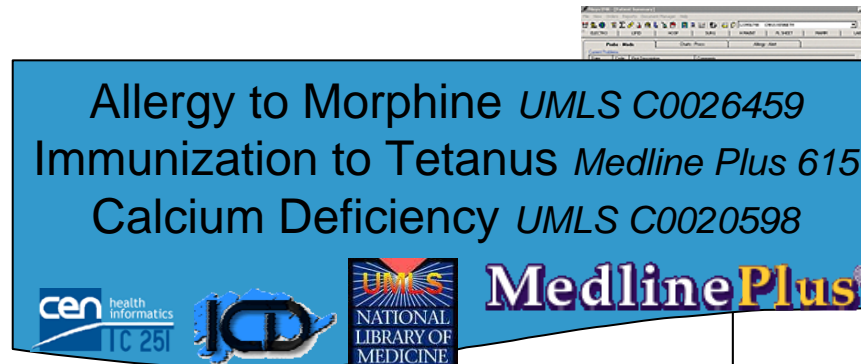 Allergy to Morphine UMLS C0026459
Immunization to Tetanus Medline Plus 615
Calcium Deficiency UMLS C0020598
cen health informatics
TC 251
ICD
UMLS
NATIONAL
LIBRARY OF
MEDICINE
MedlinePlus